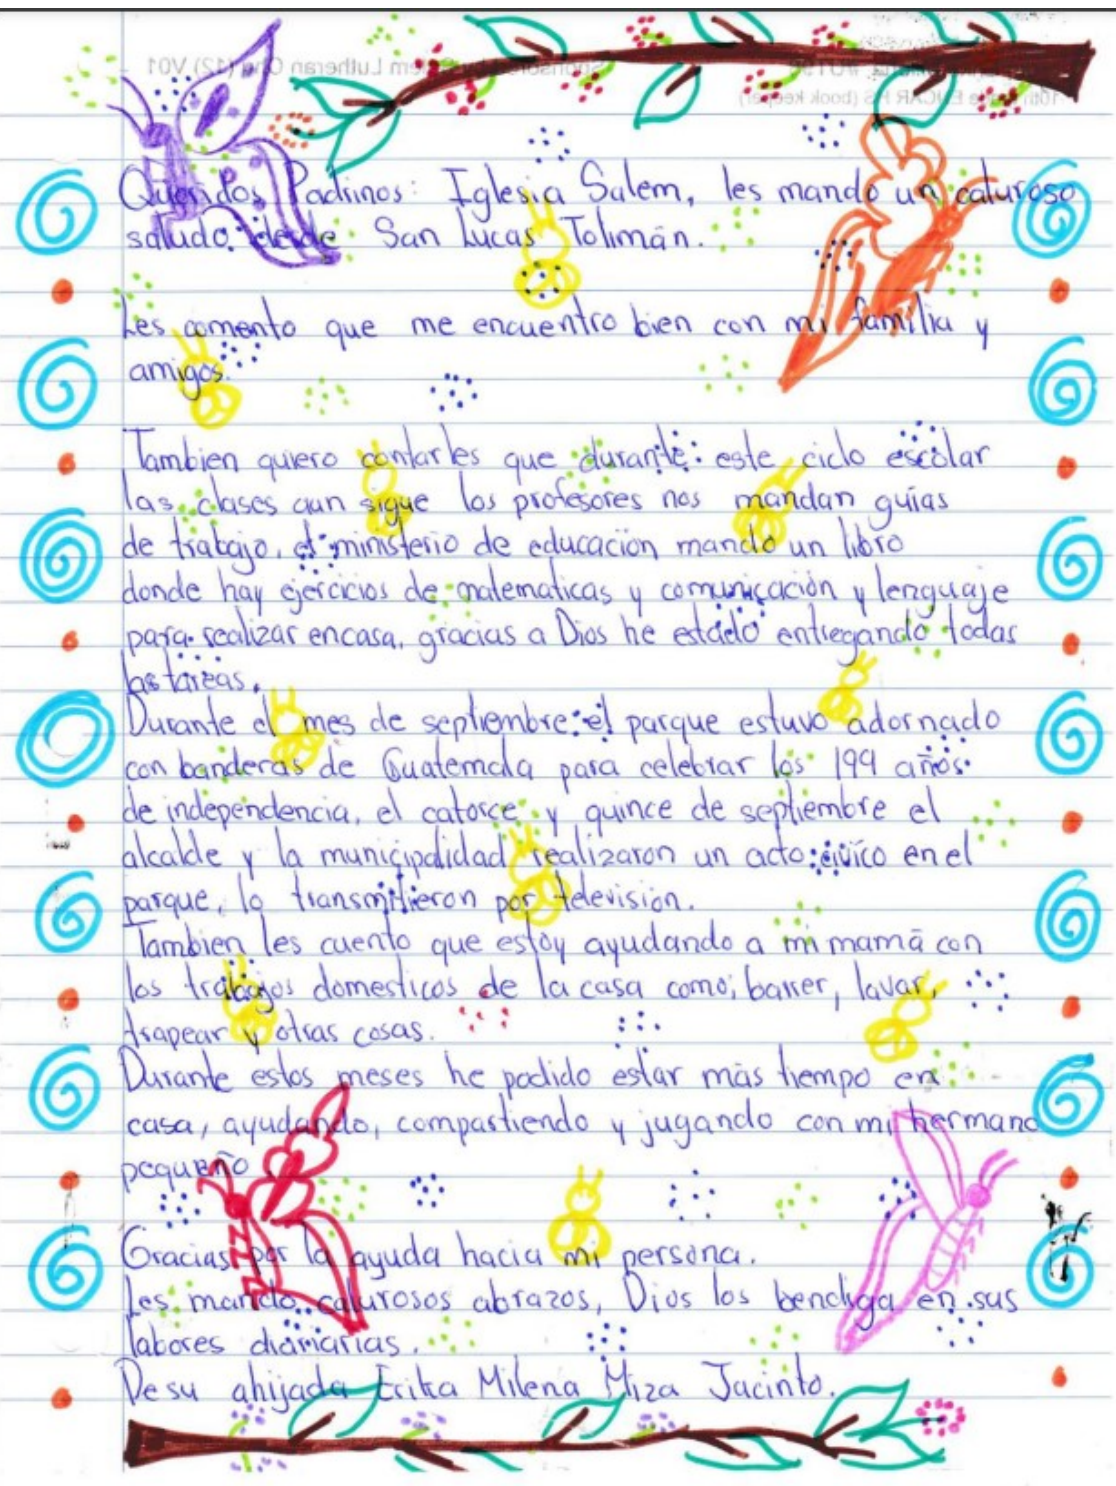 Queridos Padrinos: Iglesia Salem, les mando un caluroso
saludo desde San Lucas Tolimán.
Les comento que me encuentro bien con mi familia y
amigos.
Tambien quiero contarles que durante este ciclo escolar
las clases aun sigue los profesores nos mandan guías
de trabajo, el ministerio de educación mando un libro
donde hay ejercicios de matematicas y comunicación y lenguaje
para realizar encasa, gracias a Dios he estado entregando todas
las tareas.
Durante el mes de septiembre el parque estuvo adornado
con banderas de Guatemala para celebrar los 199 años
de independencia, el catorce y quince de septiembre el
alcalde y la municipalidad realizaron un acto civico en el
parque, lo transmitieron por televisión.
Tambien les cuento que estoy ayudando a mi mamá con
los trabajos domesticos de la casa como; barrer, lavar,
trapear y otras cosas.
Durante estos meses he podido estar más tiempo en
casa, ayudando, compartiendo y jugando con mi hermano
pequeño
Gracias por la ayuda hacia mi persona.
Les mando calurosos abrazos, Dios los bendiga en sus
labores diariarias.
De su ahijada Erika Milena Miza Jacinto.